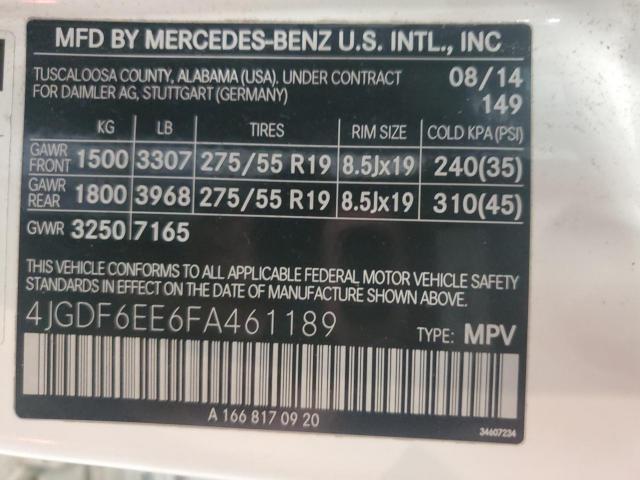 MFD BY MERCEDES-BENZ U.S. INTL., INC
TUSCALOOSA COUNTY, ALABAMA (USA), UNDER CONTRACT 08/14
FOR DAIMLER AG, STUTTGART (GERMANY) 149
KG LB TIRES RIM SIZE COLD KPA(PSI)
GAWR FRONT 1500 3307 275/55 R19 8.5Jx19 240(35)
GAWR REAR 1800 3968 275/55 R19 8.5Jx19 310(45)
GWR 3250 7165
THIS VEHICLE CONFORMS TO ALL APPLICABLE FEDERAL MOTOR VEHICLE SAFETY
STANDARDS IN EFFECT ON THE DATE OF MANUFACTURE SHOWN ABOVE.
4JGDF6EE6FA461189 TYPE: MPV
A 166 817 09 20
34607234